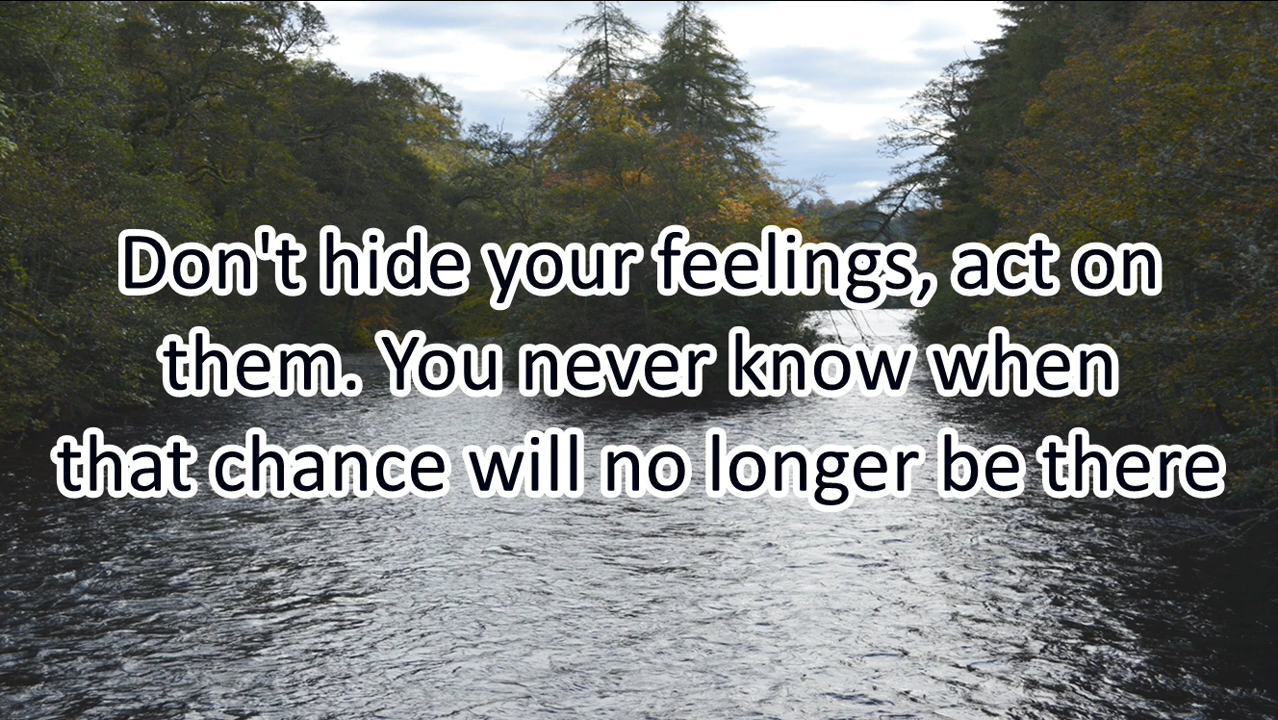 Don't hide your feelings, act on
them. You never know when
that chance will no longer be there